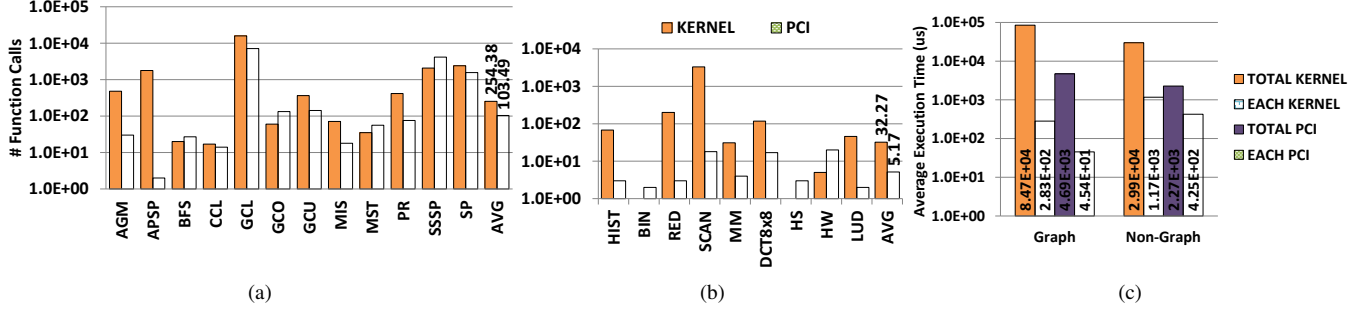 # Function Calls
1.0E+05
1.0E+04
1.0E+03
1.0E+02
1.0E+01
1.0E+00
254.38
103.49
AGM
APSP
BFS
CCL
GCL
GCO
GCU
MIS
MST
PR
SSSP
SP
AVG
(a)
KERNEL PCI
1.0E+04
1.0E+03
1.0E+02
1.0E+01
1.0E+00
32.27
5.17
HIST
BIN
RED
SCAN
MM
DCT8x8
HS
HW
LUD
AVG
(b)
Average Execution Time (us)
1.0E+05
1.0E+04
1.0E+03
1.0E+02
1.0E+01
1.0E+00
8.47E+04
2.83E+02
4.69E+03
4.54E+01
2.99E+04
1.17E+03
2.27E+03
4.25E+02
Graph Non-Graph
TOTAL KERNEL
EACH KERNEL
TOTAL PCI
EACH PCI
(c)